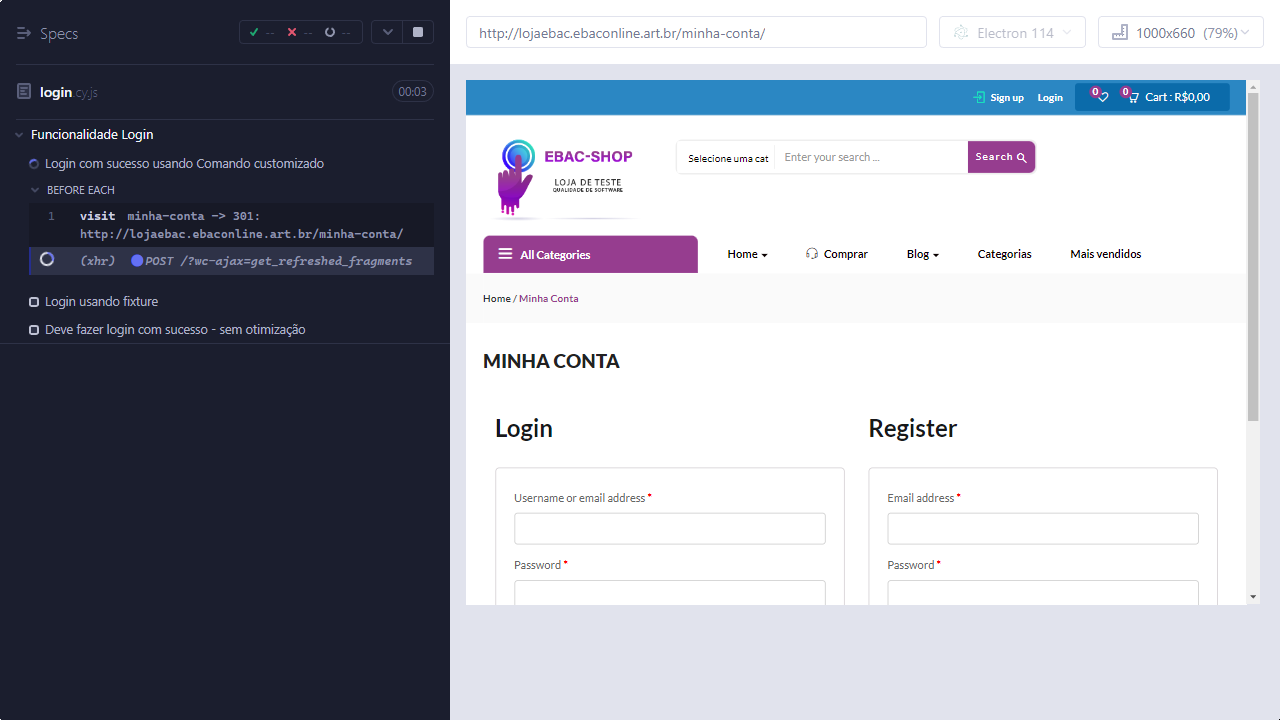 Specs
-- -- --
login.cy.js
00:03
Funcionalidade Login
Login com sucesso usando Comando customizado
BEFORE EACH
1 visit minha-conta -> 301:
http://lojaebac.ebaconline.art.br/minha-conta/
(xhr) POST /?wc-ajax=get_refreshed_fragments
Login usando fixture
Deve fazer login com sucesso - sem otimização
http://lojaebac.ebaconline.art.br/minha-conta/
Electron 114
1000x660 (79%)
Sign up Login 0 0 Cart : R$0,00
EBAC-SHOP
LOJA DE TESTE
QUALIDADE DE SOFTWARE
Selecione uma cat
Enter your search ...
Search
All Categories
Home Comprar Blog Categorias Mais vendidos
Home / Minha Conta
MINHA CONTA
Login
Username or email address *
Password *
Register
Email address *
Password *